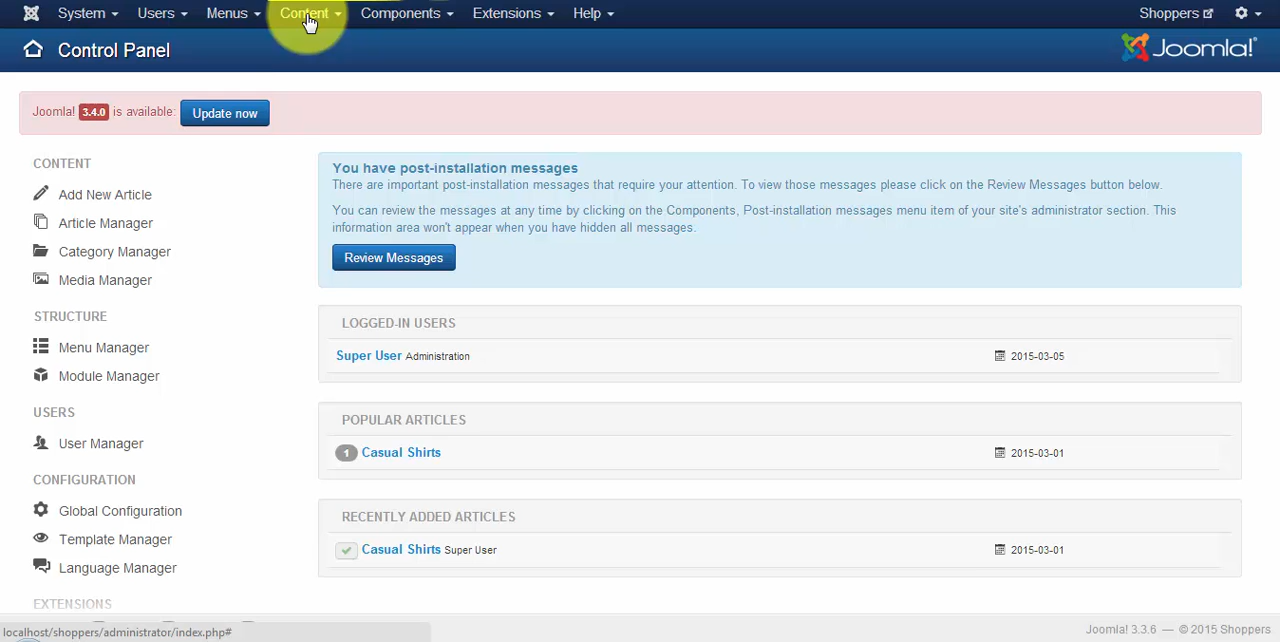 System Users Menus Content Components Extensions Help Shoppers
Control Panel Joomla!®
Joomla! 3.4.0 is available: Update now
CONTENT
Add New Article
Article Manager
Category Manager
Media Manager
STRUCTURE
Menu Manager
Module Manager
USERS
User Manager
CONFIGURATION
Global Configuration
Template Manager
Language Manager
EXTENSIONS
You have post-installation messages
There are important post-installation messages that require your attention. To view those messages please click on the Review Messages button below.
You can review the messages at any time by clicking on the Components, Post-installation messages menu item of your site's administrator section. This
information area won't appear when you have hidden all messages.
Review Messages
LOGGED-IN USERS
Super User Administration 2015-03-05
POPULAR ARTICLES
1 Casual Shirts 2015-03-01
RECENTLY ADDED ARTICLES
Casual Shirts Super User 2015-03-01
localhost/shoppers/administrator/index.php#
Joomla! 3.3.6 — © 2015 Shoppers